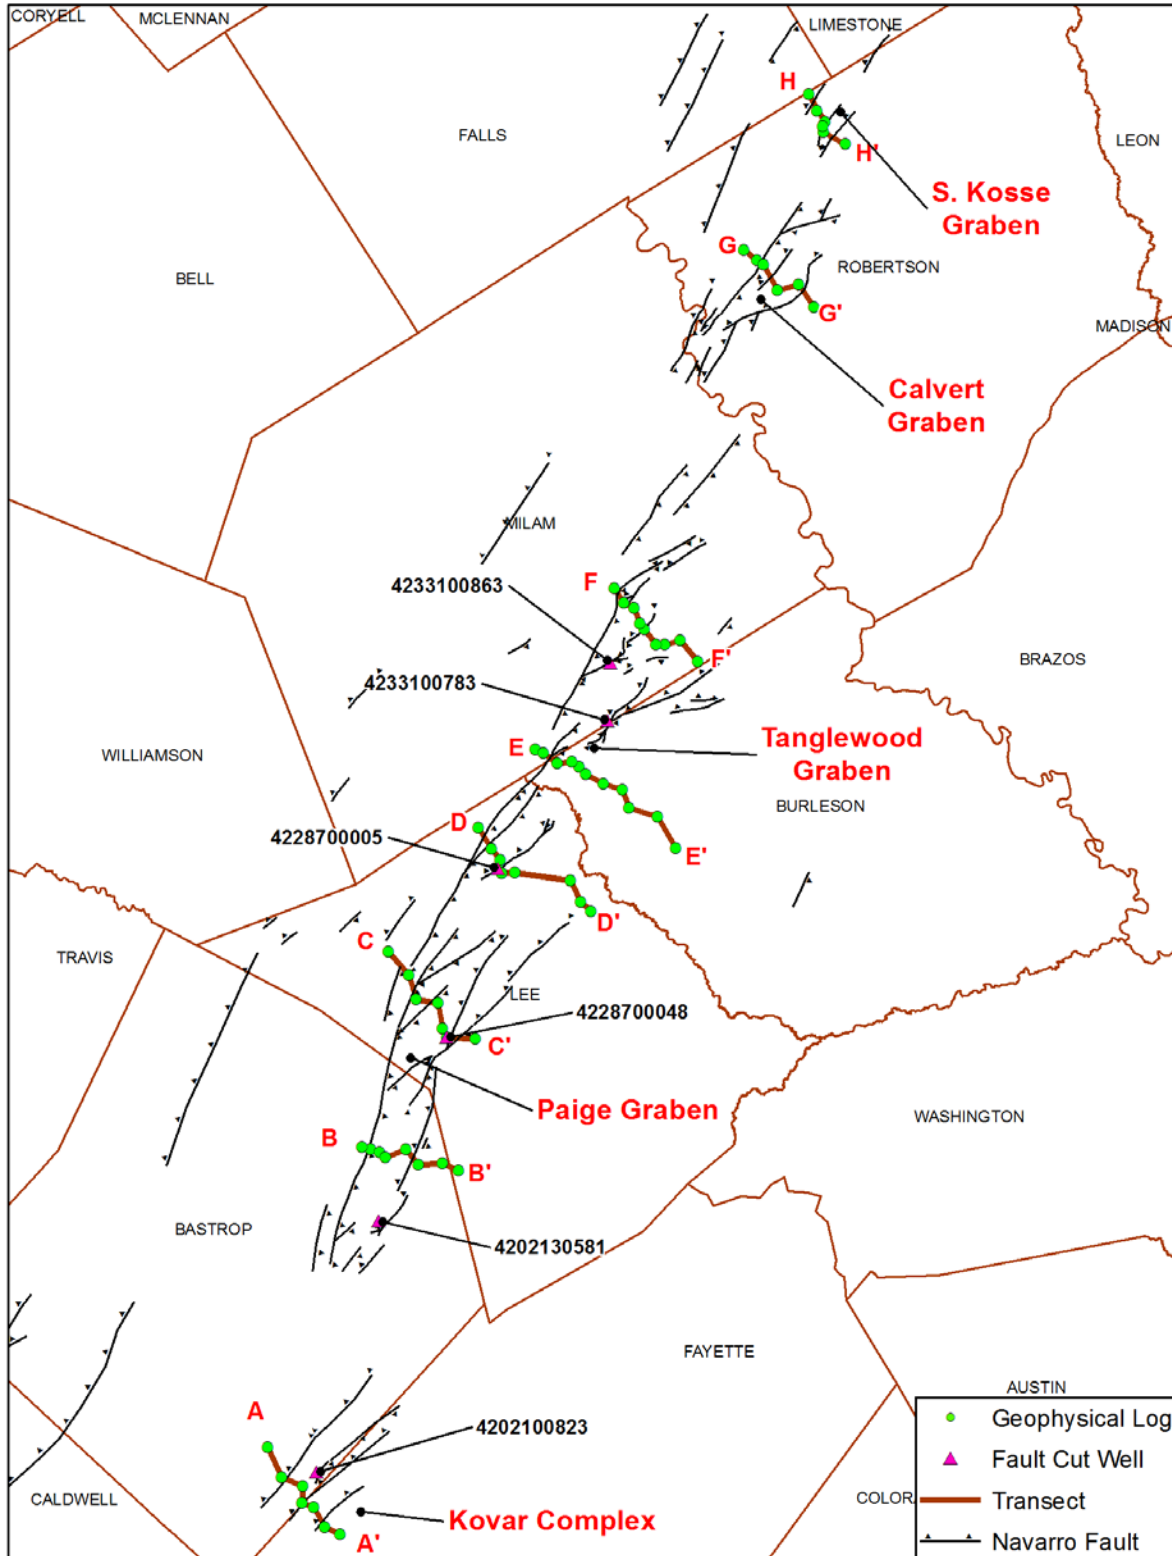 CORYELL
MCLENNAN
LIMESTONE
H
FALLS
LEON
H'
S. Kosse
Graben
G
BELL
ROBERTSON
G'
MADISON
Calvert
Graben
MILAM
F
4233100863
F'
BRAZOS
4233100783
E
Tanglewood
Graben
WILLIAMSON
BURLESON
D
4228700005
E'
D'
C
TRAVIS
LEE
4228700048
C'
Paige Graben
WASHINGTON
B
B'
BASTROP
4202130581
FAYETTE
AUSTIN
A
4202100823
CALDWELL
Kovar Complex
A'
Geophysical Log
Fault Cut Well
Transect
Navarro Fault